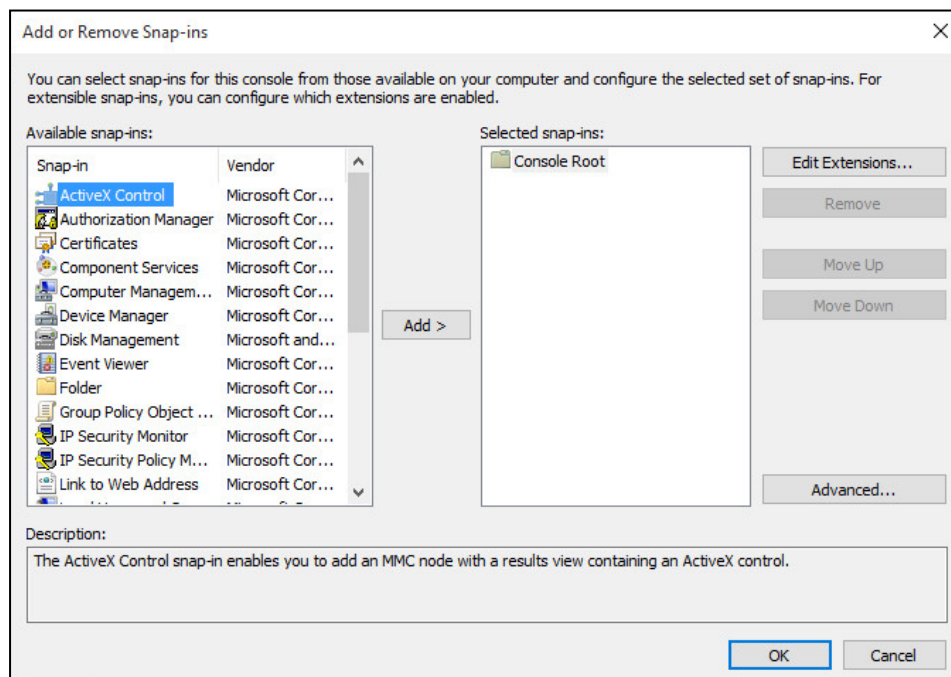 Add or Remove Snap-ins
You can select snap-ins for this console from those available on your computer and configure the selected set of snap-ins. For
extensible snap-ins, you can configure which extensions are enabled.
Available snap-ins:
Snap-in Vendor
ActiveX Control Microsoft Cor...
Authorization Manager Microsoft Cor...
Certificates Microsoft Cor...
Component Services Microsoft Cor...
Computer Managem... Microsoft Cor...
Device Manager Microsoft Cor...
Disk Management Microsoft and...
Event Viewer Microsoft Cor...
Folder Microsoft Cor...
Group Policy Object ... Microsoft Cor...
IP Security Monitor Microsoft Cor...
IP Security Policy M... Microsoft Cor...
Link to Web Address Microsoft Cor...
Add >
Selected snap-ins:
Console Root
Edit Extensions...
Remove
Move Up
Move Down
Advanced...
Description:
The ActiveX Control snap-in enables you to add an MMC node with a results view containing an ActiveX control.
OK
Cancel